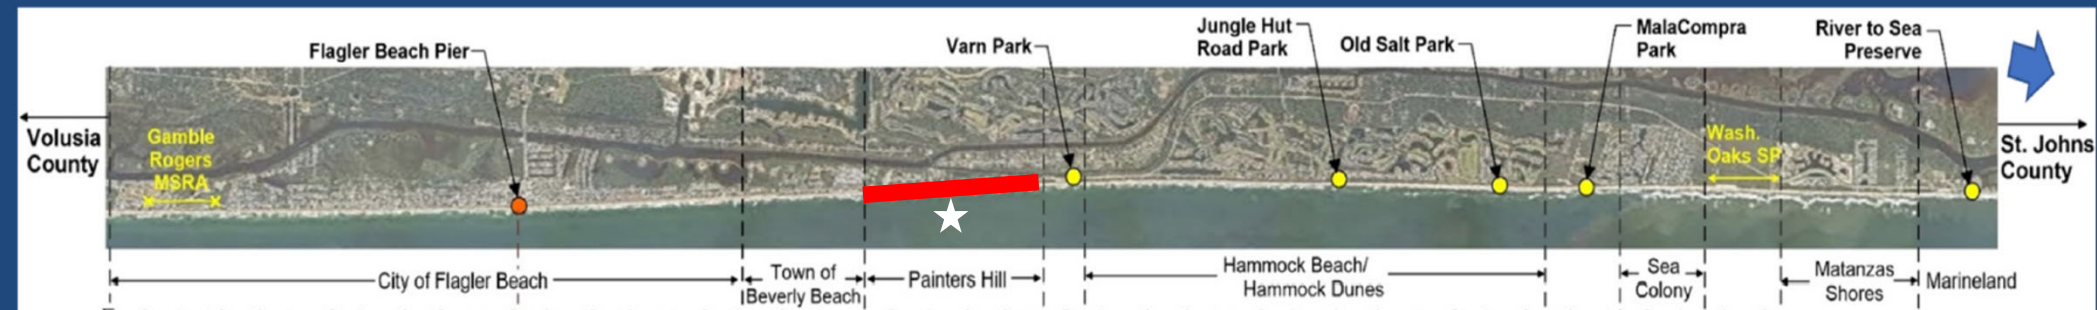 Flagler Beach Pier
Varn Park
Jungle Hut
Road Park
Old Salt Park
MalaCompra
Park
River to Sea
Preserve
Volusia
County
Gamble
Rogers
MSRA
Wash.
Oaks SP
St. Johns
County
City of Flagler Beach
Town of
Beverly Beach
Painters Hill
Hammock Beach/
Hammock Dunes
Sea
Colony
Matanzas
Shores
Marineland